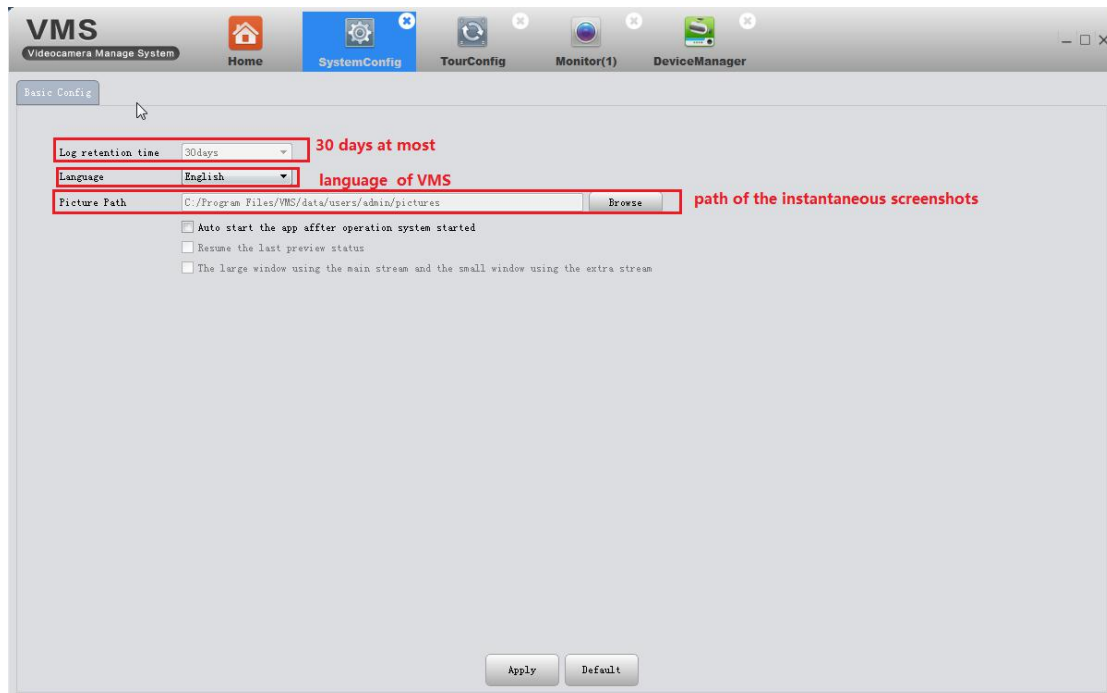 VMS
Videocamera Manage System
Home
SystemConfig
TourConfig
Monitor(1)
DeviceManager
Basic Config
Log retention time 30days 30 days at most
Language English language of VMS
Picture Path C:/Program Files/VMS/data/users/admin/pictures Browse path of the instantaneous screenshots
Auto start the app affter operation system started
Resume the last preview status
The large window using the main stream and the small window using the extra stream
Apply Default